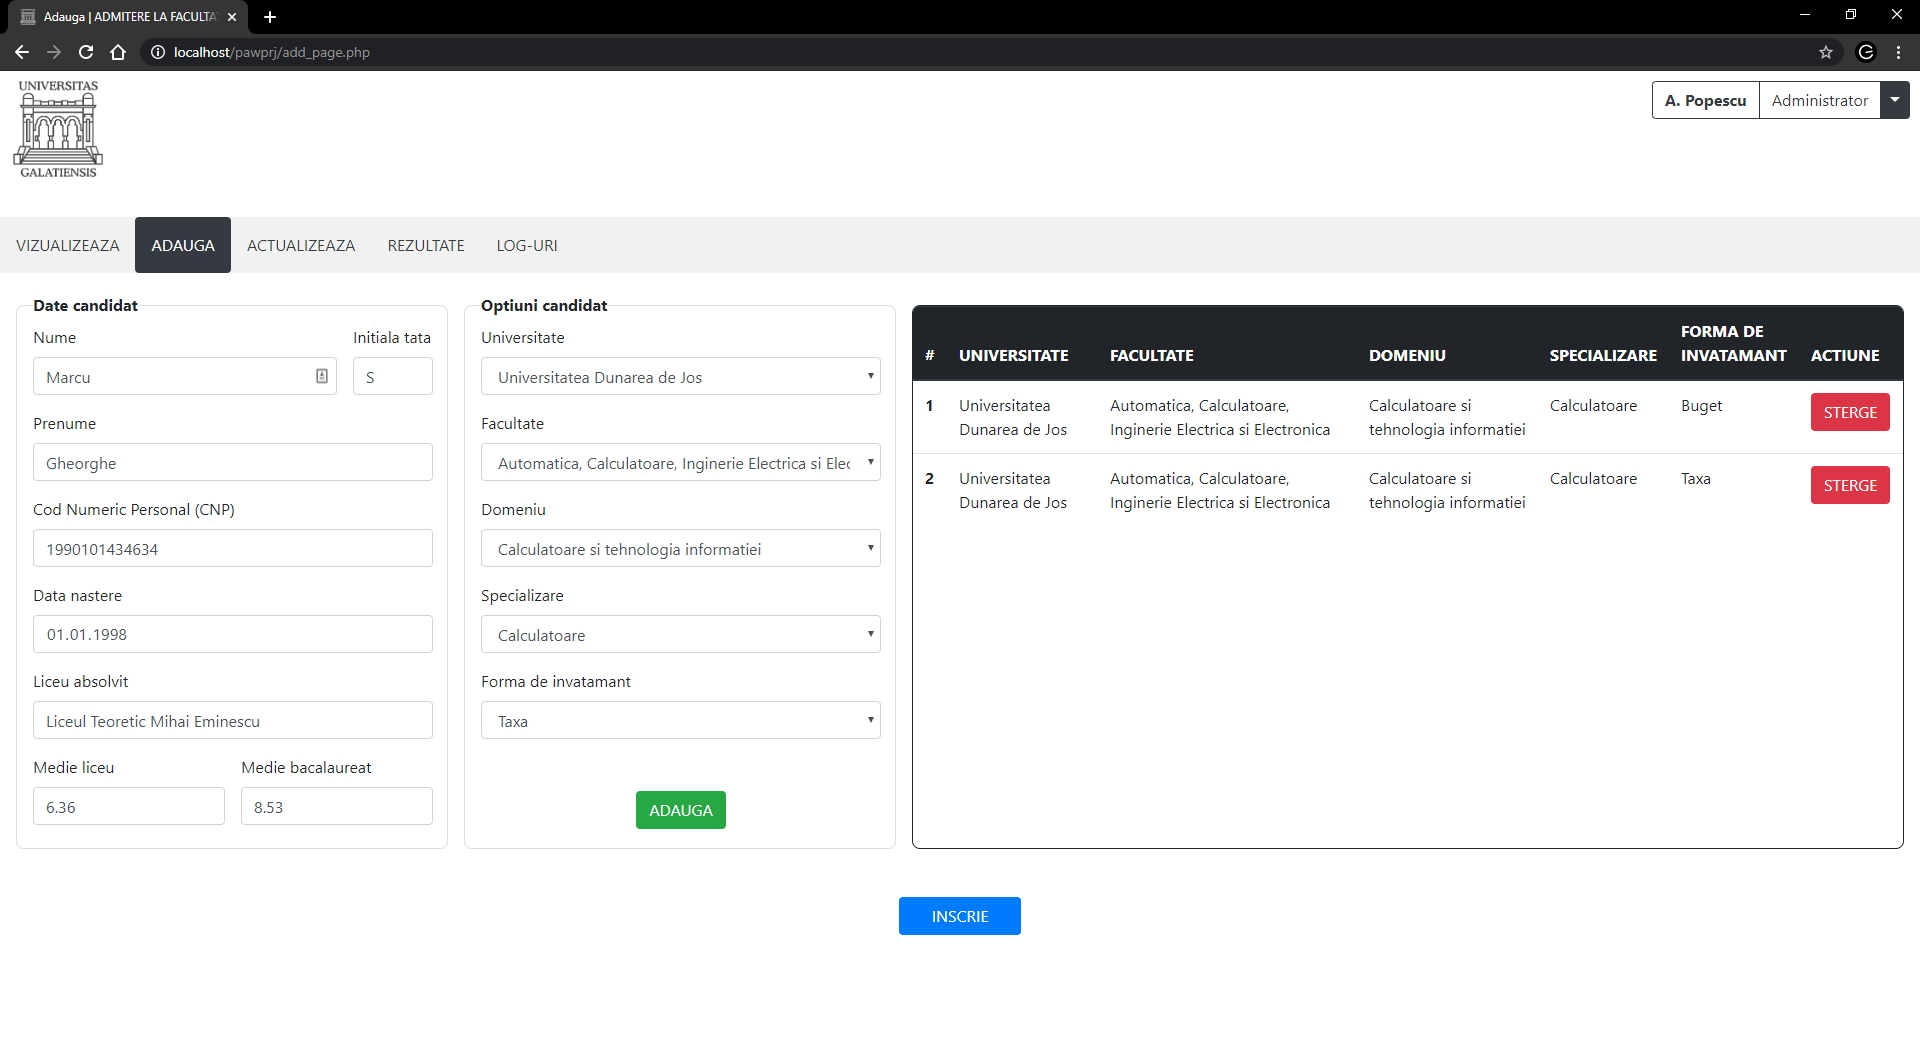 Adauga | ADMITERE LA FACULTA
localhost/pawprj/add_page.php
UNIVERSITAS
GALATIENSIS
A. Popescu
Administrator
VIZUALIZEAZA
ADAUGA
ACTUALIZEAZA
REZULTATE
LOG-URI
Date candidat
Nume
Initiala tata
Marcu
S
Prenume
Gheorghe
Cod Numeric Personal (CNP)
1990101434634
Data nastere
01.01.1998
Liceu absolvit
Liceul Teoretic Mihai Eminescu
Medie liceu
Medie bacalaureat
6.36
8.53
Optiuni candidat
Universitate
Universitatea Dunarea de Jos
Facultate
Automatica, Calculatoare, Inginerie Electrica si Elec
Domeniu
Calculatoare si tehnologia informatiei
Specializare
Calculatoare
Forma de invatamant
Taxa
ADAUGA
# UNIVERSITATE FACULTATE DOMENIU SPECIALIZARE FORMA DE INVATAMANT ACTIUNE
1 Universitatea Dunarea de Jos Automatica, Calculatoare, Inginerie Electrica si Electronica Calculatoare si tehnologia informatiei Calculatoare Buget STERGE
2 Universitatea Dunarea de Jos Automatica, Calculatoare, Inginerie Electrica si Electronica Calculatoare si tehnologia informatiei Calculatoare Taxa STERGE
INSCRIE